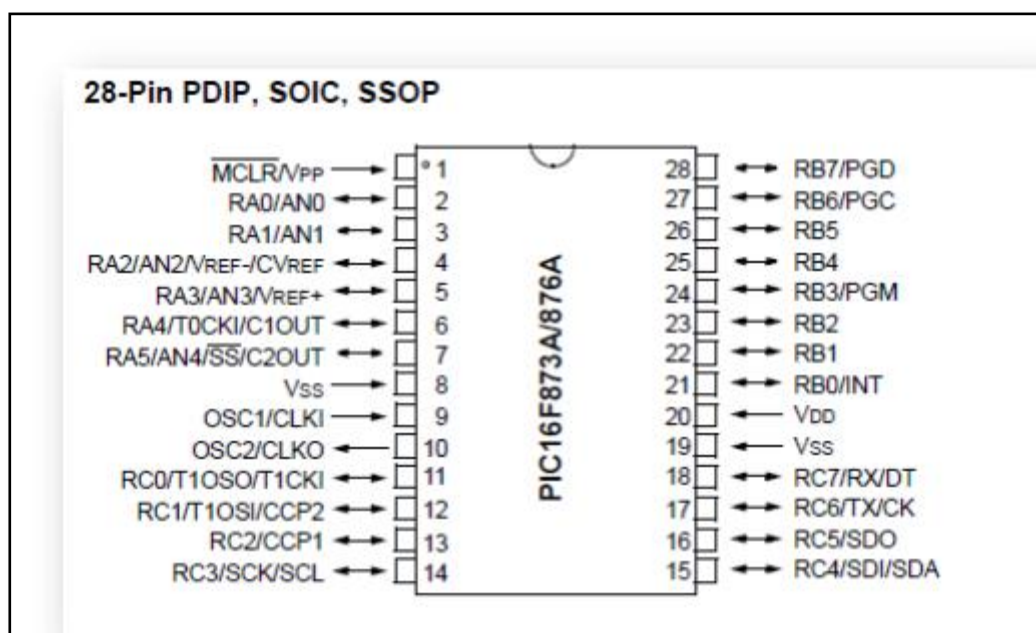 28-Pin PDIP, SOIC, SSOP
MCLR/VPP 1 28 RB7/PGD
RA0/AN0 2 27 RB6/PGC
RA1/AN1 3 26 RB5
RA2/AN2/VREF-/CVREF 4 25 RB4
RA3/AN3/VREF+ 5 24 RB3/PGM
RA4/T0CKI/C1OUT 6 23 RB2
RA5/AN4/SS/C2OUT 7 22 RB1
VSS 8 21 RB0/INT
OSC1/CLKI 9 20 VDD
OSC2/CLKO 10 19 VSS
RC0/T1OSO/T1CKI 11 18 RC7/RX/DT
RC1/T1OSI/CCP2 12 17 RC6/TX/CK
RC2/CCP1 13 16 RC5/SDO
RC3/SCK/SCL 14 15 RC4/SDI/SDA
PIC16F873A/876A